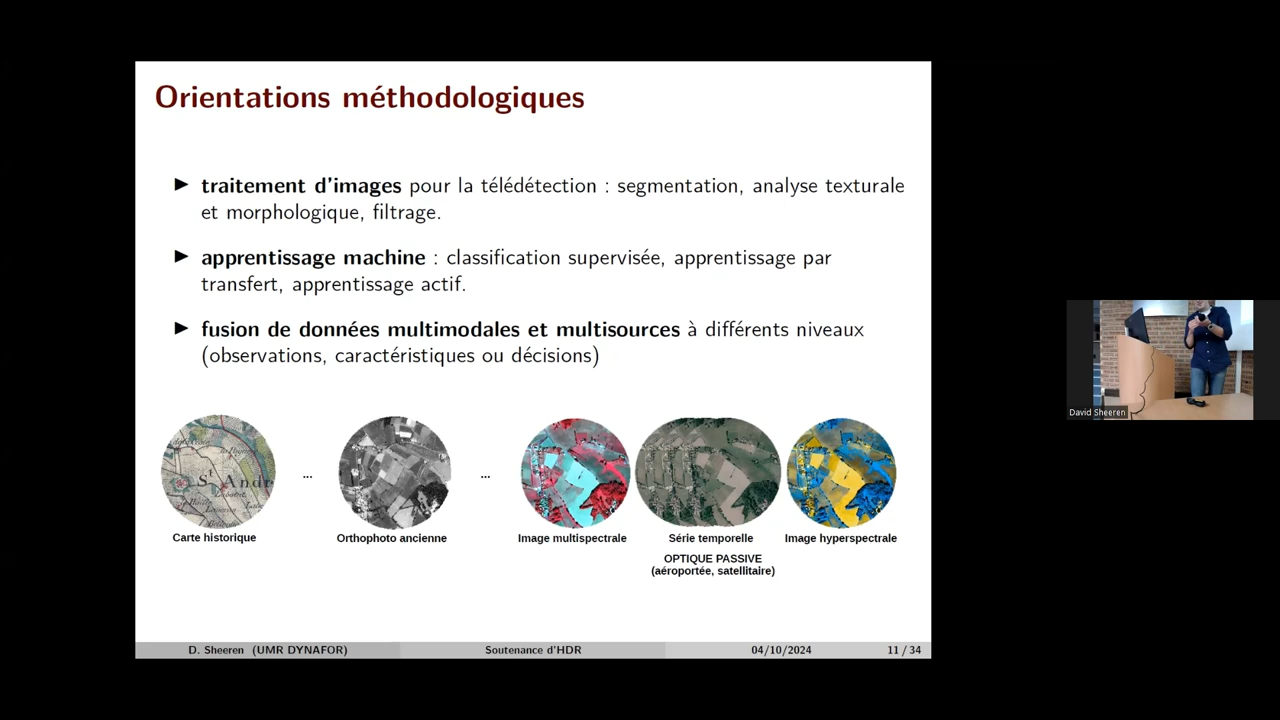 Orientations méthodologiques
▶ traitement d'images pour la télédétection : segmentation, analyse texturale
et morphologique, filtrage.
▶ apprentissage machine : classification supervisée, apprentissage par
transfert, apprentissage actif.
▶ fusion de données multimodales et multisources à différents niveaux
(observations, caractéristiques ou décisions)
St Andr
... ...
Carte historique Orthophoto ancienne Image multispectrale Série temporelle Image hyperspectrale
OPTIQUE PASSIVE
(aéroportée, satellitaire)
D. Sheeren (UMR DYNAFOR) Soutenance d'HDR 04/10/2024 11 / 34
David Sheeren